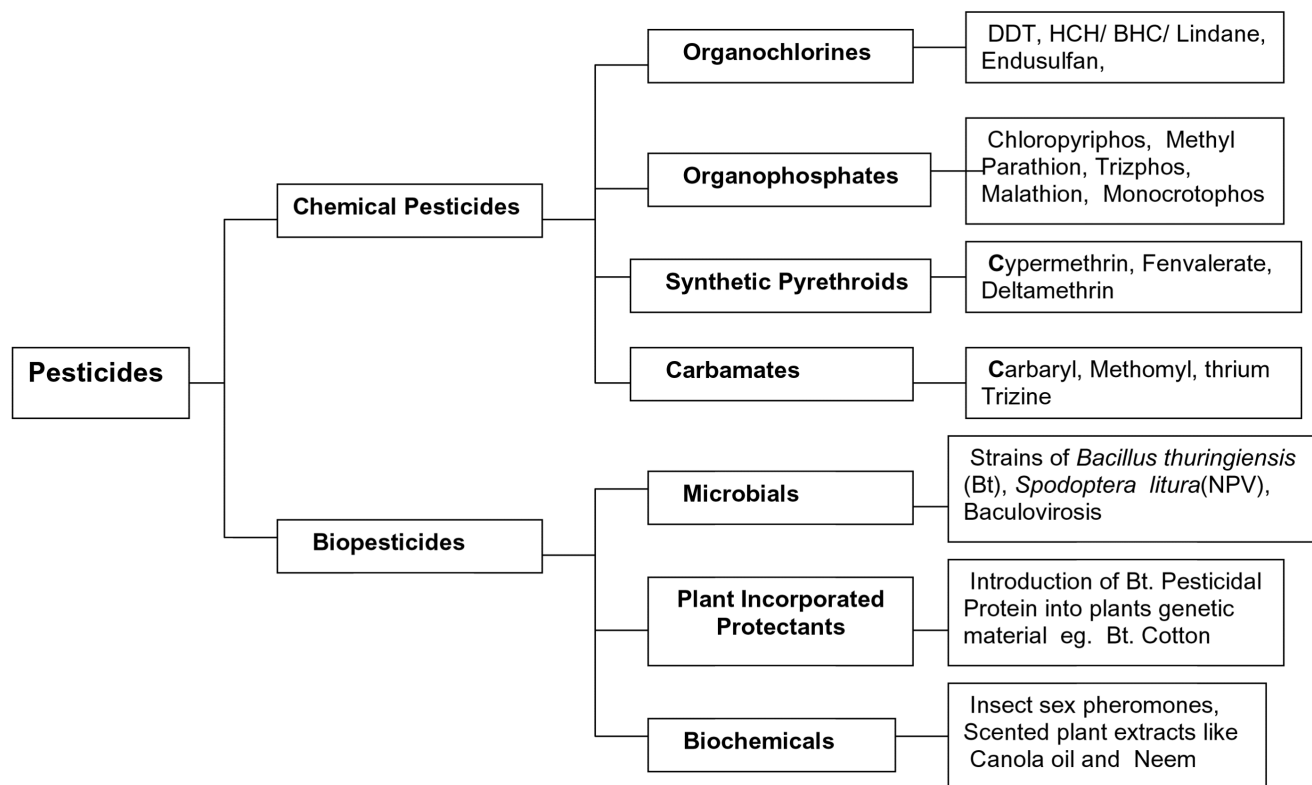 Pesticides
Chemical Pesticides
Organochlorines
DDT, HCH/ BHC/ Lindane,
Endusulfan,
Organophosphates
Chloropyriphos, Methyl
Parathion, Trizphos,
Malathion, Monocrotophos
Synthetic Pyrethroids
Cypermethrin, Fenvalerate,
Deltamethrin
Carbamates
Carbaryl, Methomyl, thrium
Trizine
Biopesticides
Microbials
Strains of Bacillus thuringiensis
(Bt), Spodoptera litura(NPV),
Baculovirosis
Plant Incorporated
Protectants
Introduction of Bt. Pesticidal
Protein into plants genetic
material eg. Bt. Cotton
Biochemicals
Insect sex pheromones,
Scented plant extracts like
Canola oil and Neem